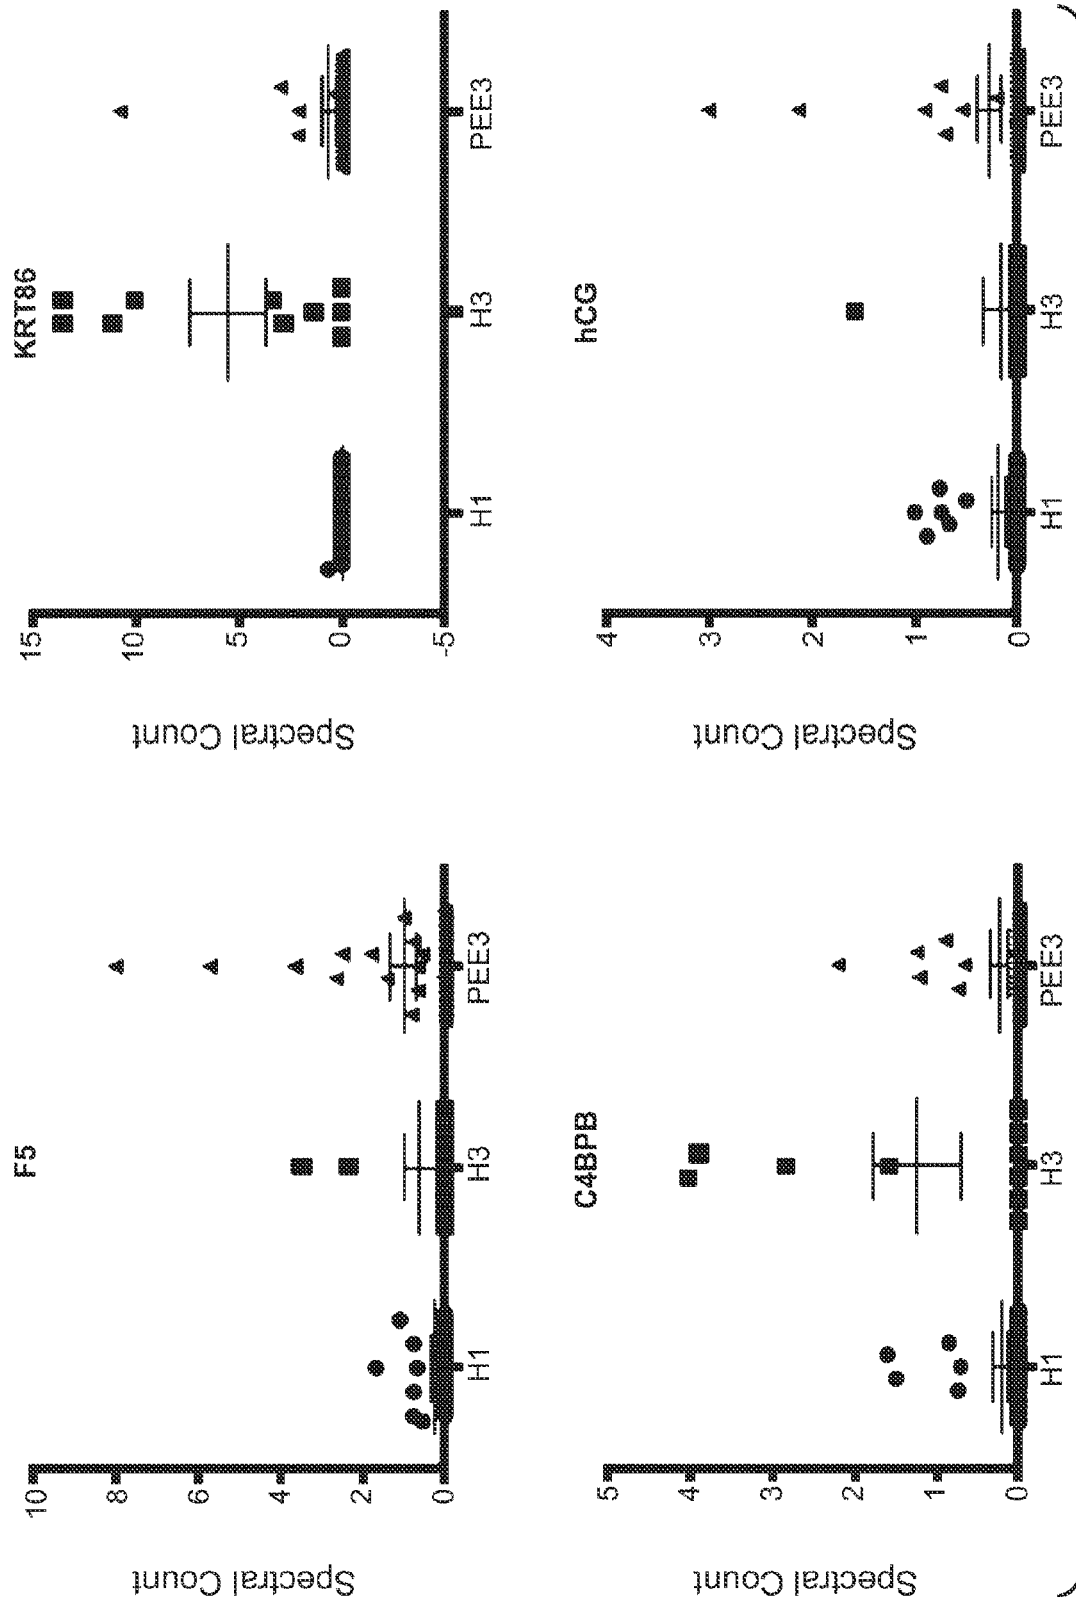 F5
Spectral Count
10
8
6
4
2
0
H1
H3
PEE3
KRT86
Spectral Count
15
10
5
0
-5
H1
H3
PEE3
C4BPB
Spectral Count
5
4
3
2
1
0
H1
H3
PEE3
hCG
Spectral Count
4
3
2
1
0
H1
H3
PEE3